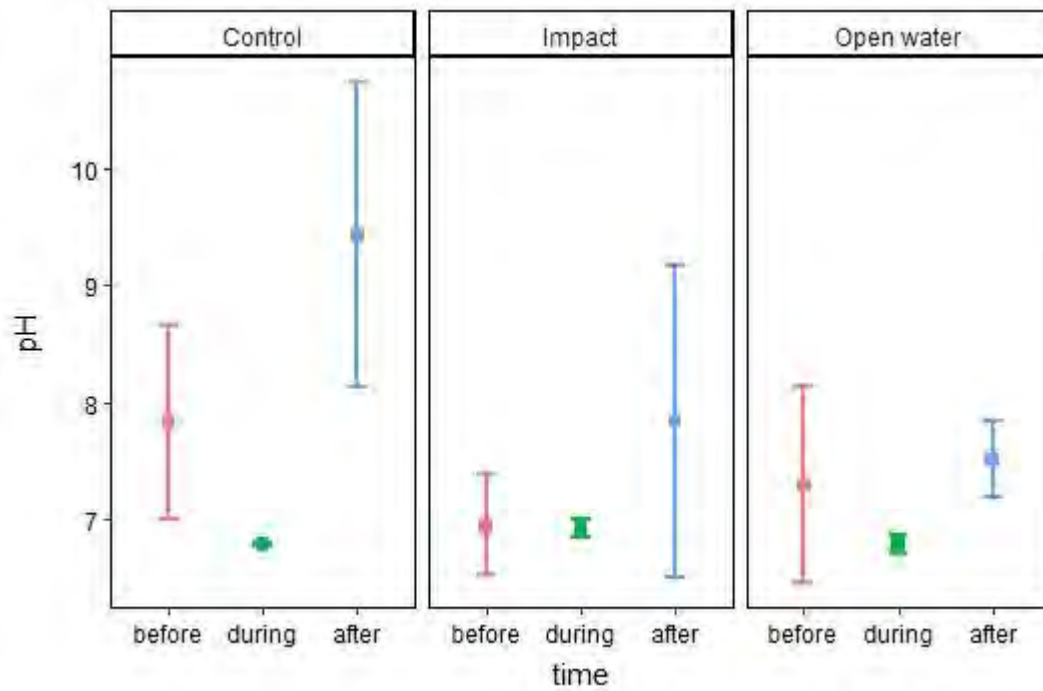 Control
Impact
Open water
10
9
8
7
pH
before during after
before during after
before during after
time